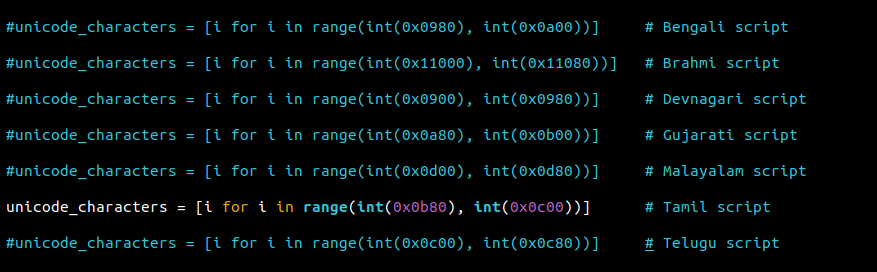 #unicode_characters = [i for i in range(int(0x0980), int(0x0a00))]     # Bengali script
#unicode_characters = [i for i in range(int(0x11000), int(0x11080))]   # Brahmi script
#unicode_characters = [i for i in range(int(0x0900), int(0x0980))]     # Devnagari script
#unicode_characters = [i for i in range(int(0x0a80), int(0x0b00))]     # Gujarati script
#unicode_characters = [i for i in range(int(0x0d00), int(0x0d80))]     # Malayalam script
unicode_characters = [i for i in range(int(0x0b80), int(0x0c00))]      # Tamil script
#unicode_characters = [i for i in range(int(0x0c00), int(0x0c80))]     # Telugu script